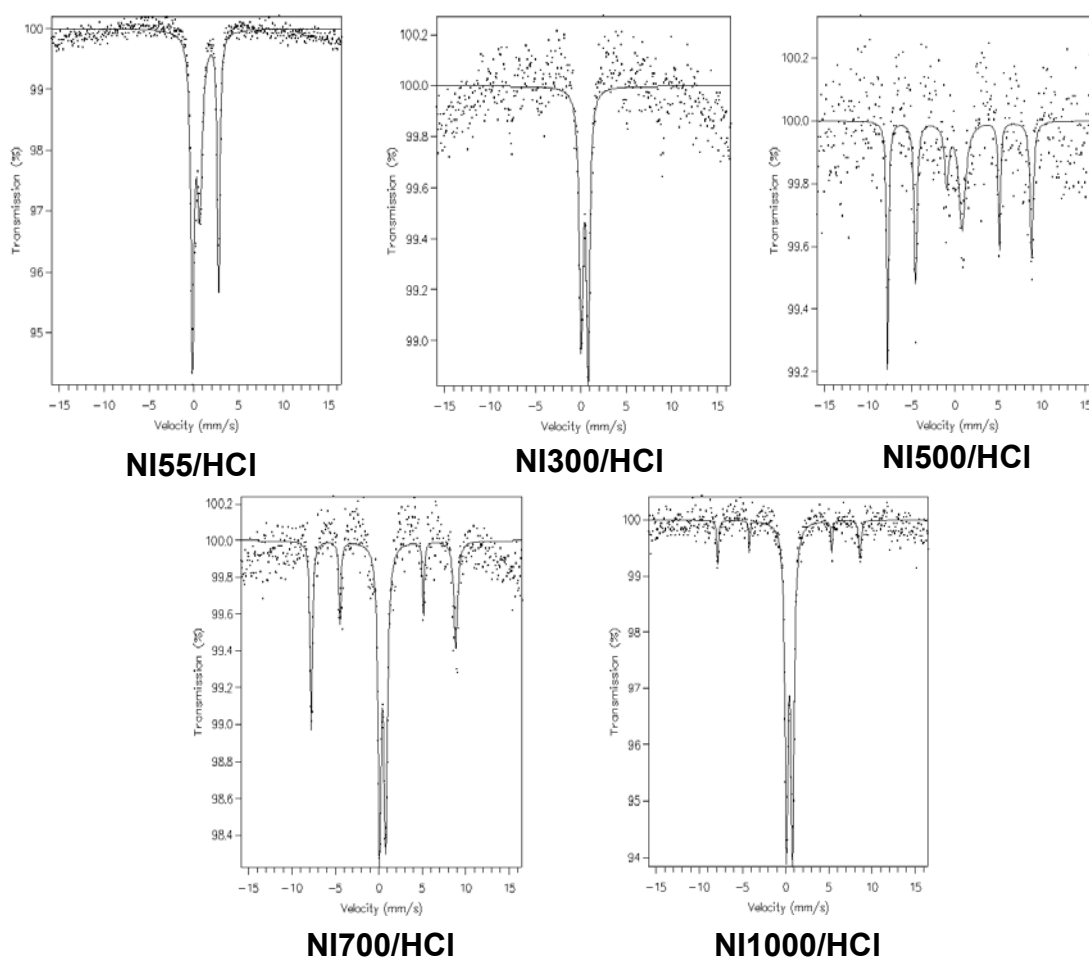 100
99
98
97
96
95
Transmission (%)
-15 -10 -5 0 5 10 15
Velocity (mm/s)
NI55/HCl
100.2
100.0
99.8
99.6
99.4
99.2
99.0
Transmission (%)
-15 -10 -5 0 5 10 15
Velocity (mm/s)
NI300/HCl
100.2
100.0
99.8
99.6
99.4
99.2
Transmission (%)
-15 -10 -5 0 5 10 15
Velocity (mm/s)
NI500/HCl
100.2
100.0
99.8
99.6
99.4
99.2
99.0
98.8
98.6
98.4
Transmission (%)
-15 -10 -5 0 5 10 15
Velocity (mm/s)
NI700/HCl
100
99
98
97
96
95
94
Transmission (%)
-15 -10 -5 0 5 10 15
Velocity (mm/s)
NI1000/HCl